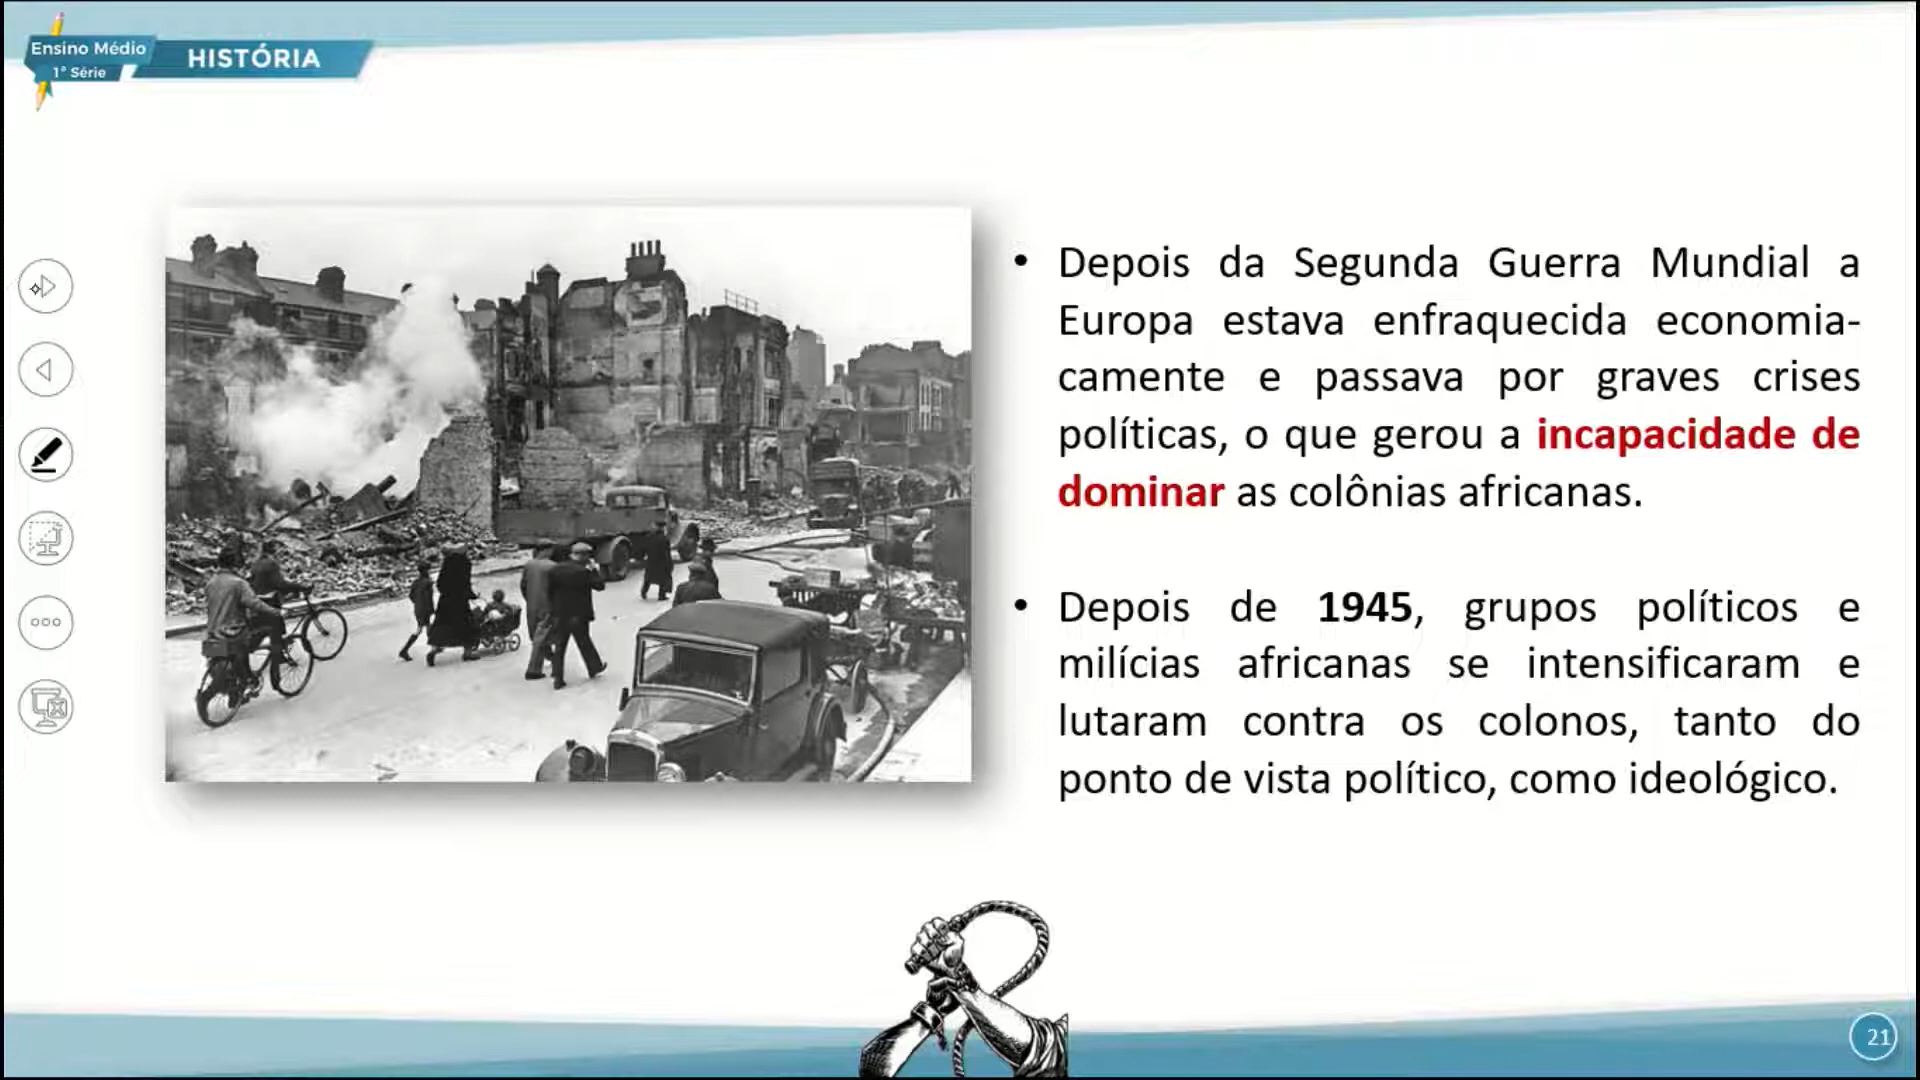 Ensino Médio
1ª Série
HISTÓRIA
• Depois da Segunda Guerra Mundial a
Europa estava enfraquecida economia-
camente e passava por graves crises
políticas, o que gerou a incapacidade de
dominar as colônias africanas.
• Depois de 1945, grupos políticos e
milícias africanas se intensificaram e
lutaram contra os colonos, tanto do
ponto de vista político, como ideológico.
21